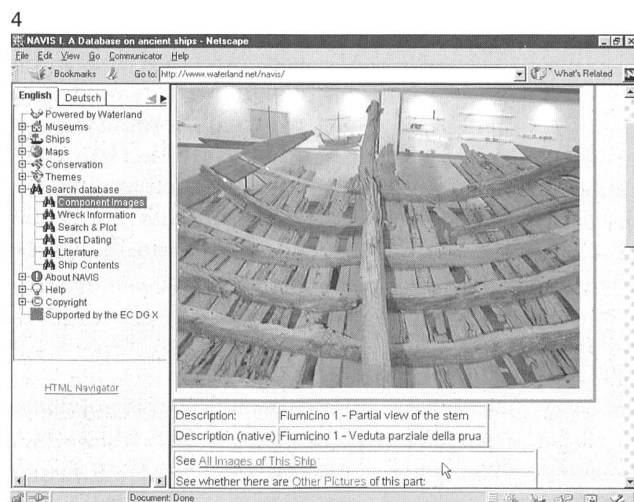 4
NAVIS I. A Database on ancient ships - Netscape
File Edit View Go Communicator Help
Bookmarks Go to: http://www.waterland.net/navis/ What's Related
English Deutsch
Powered by Waterland
Museums
Ships
Maps
Conservation
Themes
Search database
Component Images
Wreck Information
Search & Plot
Exact Dating
Literature
Ship Contents
About NAVIS
Help
Copyright
Supported by the EC DG X
HTML Navigator
Description: Fiumicino 1 - Partial view of the stem
Description (native) Fiumicino 1 - Veduta parziale della prua
See All Images of This Ship
See whether there are Other Pictures of this part:
Document: Done